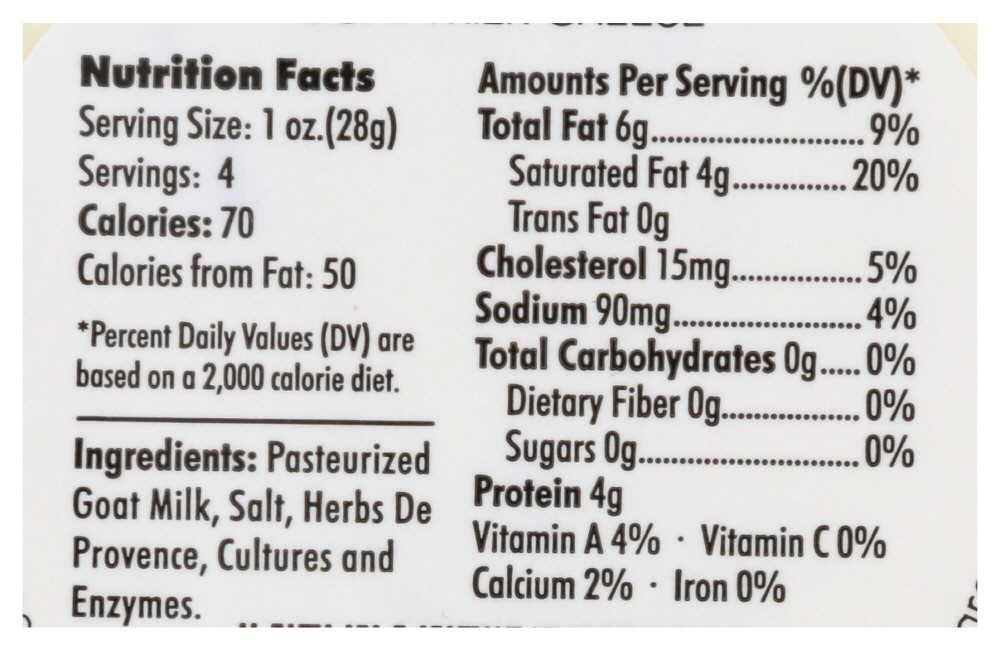 CHEESE
Nutrition Facts
Serving Size: 1 oz.(28g)
Servings: 4
Calories: 70
Calories from Fat: 50
*Percent Daily Values (DV) are
based on a 2,000 calorie diet.
Ingredients: Pasteurized
Goat Milk, Salt, Herbs De
Provence, Cultures and
Enzymes.
Amounts Per Serving %(DV)*
Total Fat 6g..................... 9%
Saturated Fat 4g.............. 20%
Trans Fat 0g
Cholesterol 15mg................ 5%
Sodium 90mg....................... 4%
Total Carbohydrates 0g..... 0%
Dietary Fiber 0g................. 0%
Sugars 0g........................... 0%
Protein 4g
Vitamin A 4% · Vitamin C 0%
Calcium 2% · Iron 0%